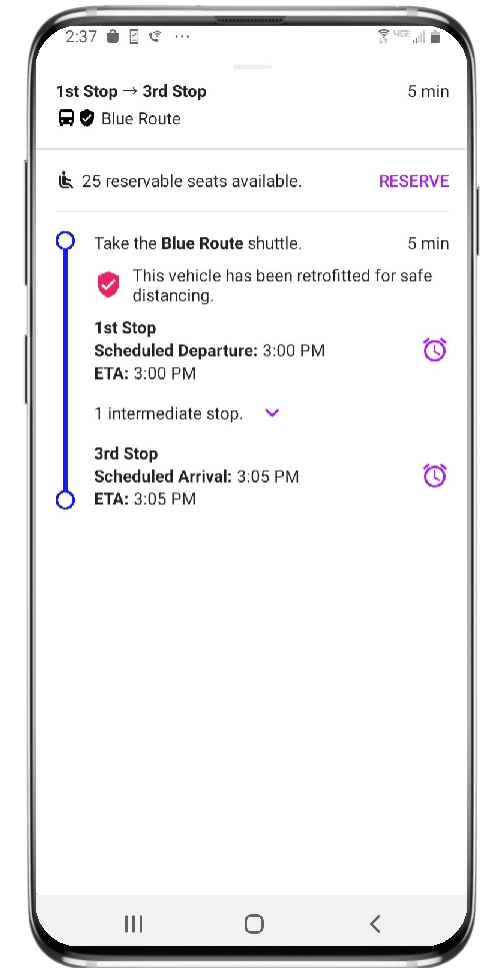 2:37 ... 4GE
1st Stop → 3rd Stop 5 min
Blue Route
25 reservable seats available. RESERVE
Take the Blue Route shuttle. 5 min
This vehicle has been retrofitted for safe
distancing.
1st Stop
Scheduled Departure: 3:00 PM
ETA: 3:00 PM
1 intermediate stop.
3rd Stop
Scheduled Arrival: 3:05 PM
ETA: 3:05 PM